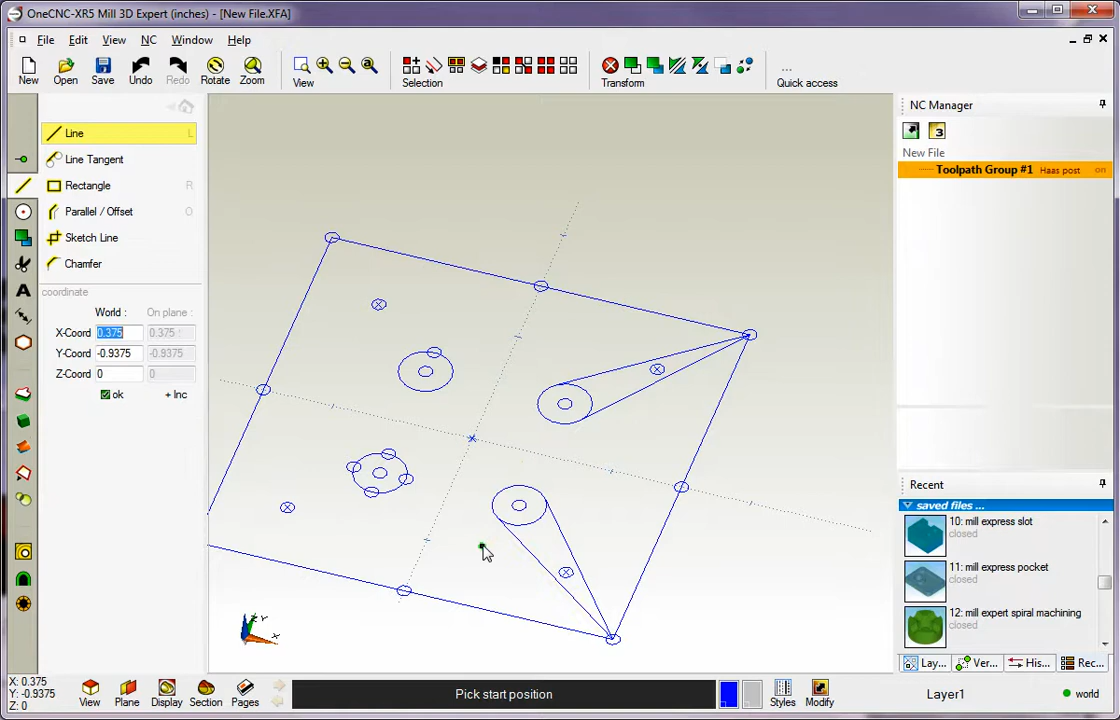 OneCNC-XR5 Mill 3D Expert (inches) - [New File.XFA]
File Edit View NC Window Help
New Open Save Undo Redo Rotate Zoom View Selection Transform Quick access
Line L
Line Tangent
Rectangle R
Parallel / Offset O
Sketch Line
Chamfer
coordinate
World : On plane :
X-Coord 0.375 0.375
Y-Coord -0.9375 -0.9375
Z-Coord 0 0
ok + Inc
NC Manager
3
New File
Toolpath Group #1 Haas post on
Recent
saved files ...
10: mill express slot
closed
11: mill express pocket
closed
12: mill expert spiral machining
closed
Lay... Ver... His... Rec...
Z Y
X
X: 0.375
Y: -0.9375
Z: 0
View Plane Display Section Pages
Pick start position
Styles Modify
Layer1
world